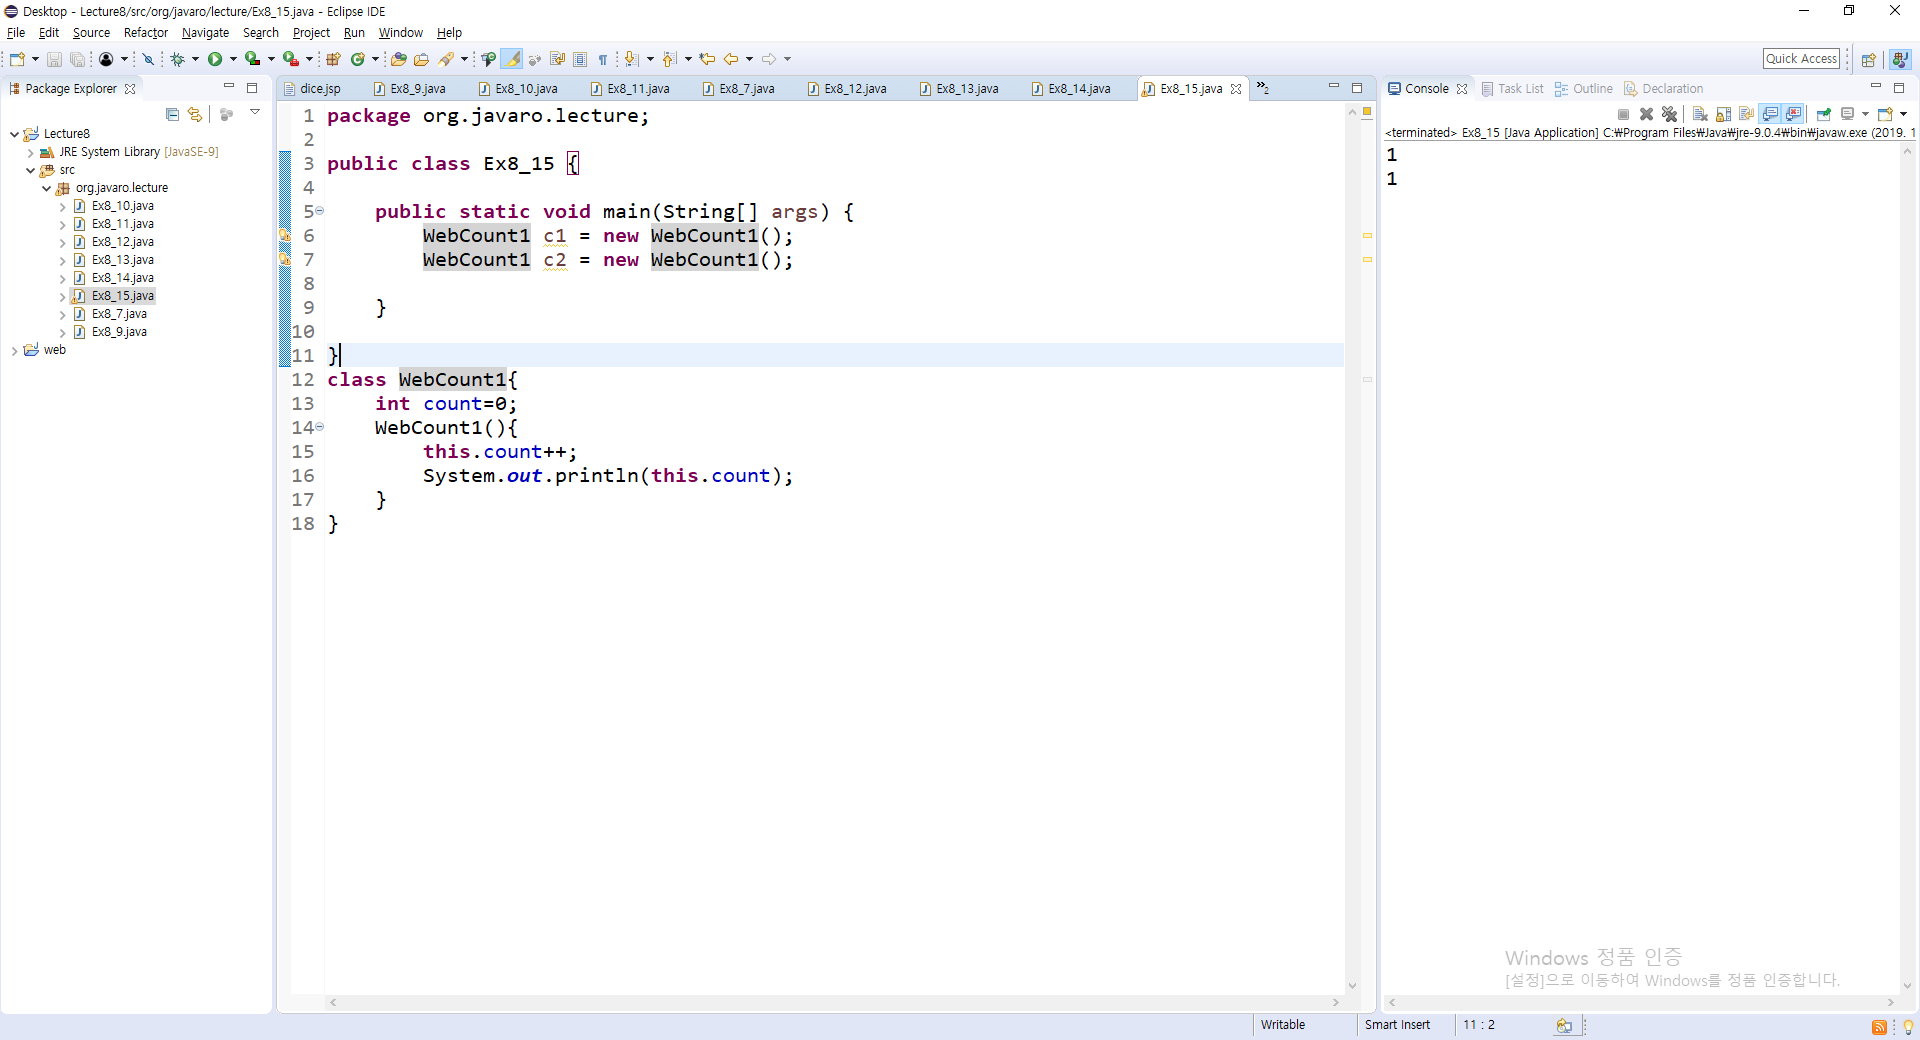 Desktop - Lecture8/src/org/javaro/lecture/Ex8_15.java - Eclipse IDE
File Edit Source Refactor Navigate Search Project Run Window Help
Quick Access
Package Explorer
Lecture8
JRE System Library [JavaSE-9]
src
org.javaro.lecture
Ex8_10.java
Ex8_11.java
Ex8_12.java
Ex8_13.java
Ex8_14.java
Ex8_15.java
Ex8_7.java
Ex8_9.java
web
dice.jsp Ex8_9.java Ex8_10.java Ex8_11.java Ex8_7.java Ex8_12.java Ex8_13.java Ex8_14.java Ex8_15.java »2
1 package org.javaro.lecture;
2
3 public class Ex8_15 {
4
5 public static void main(String[] args) {
6 WebCount1 c1 = new WebCount1();
7 WebCount1 c2 = new WebCount1();
8
9 }
10
11 }
12 class WebCount1{
13 int count=0;
14 WebCount1(){
15 this.count++;
16 System.out.println(this.count);
17 }
18 }
Console Task List Outline Declaration
<terminated> Ex8_15 [Java Application] C:₩Program Files₩Java₩jre-9.0.4₩bin₩javaw.exe (2019. 1
1
1
Windows 정품 인증
[설정]으로 이동하여 Windows를 정품 인증합니다.
Writable Smart Insert 11 : 2